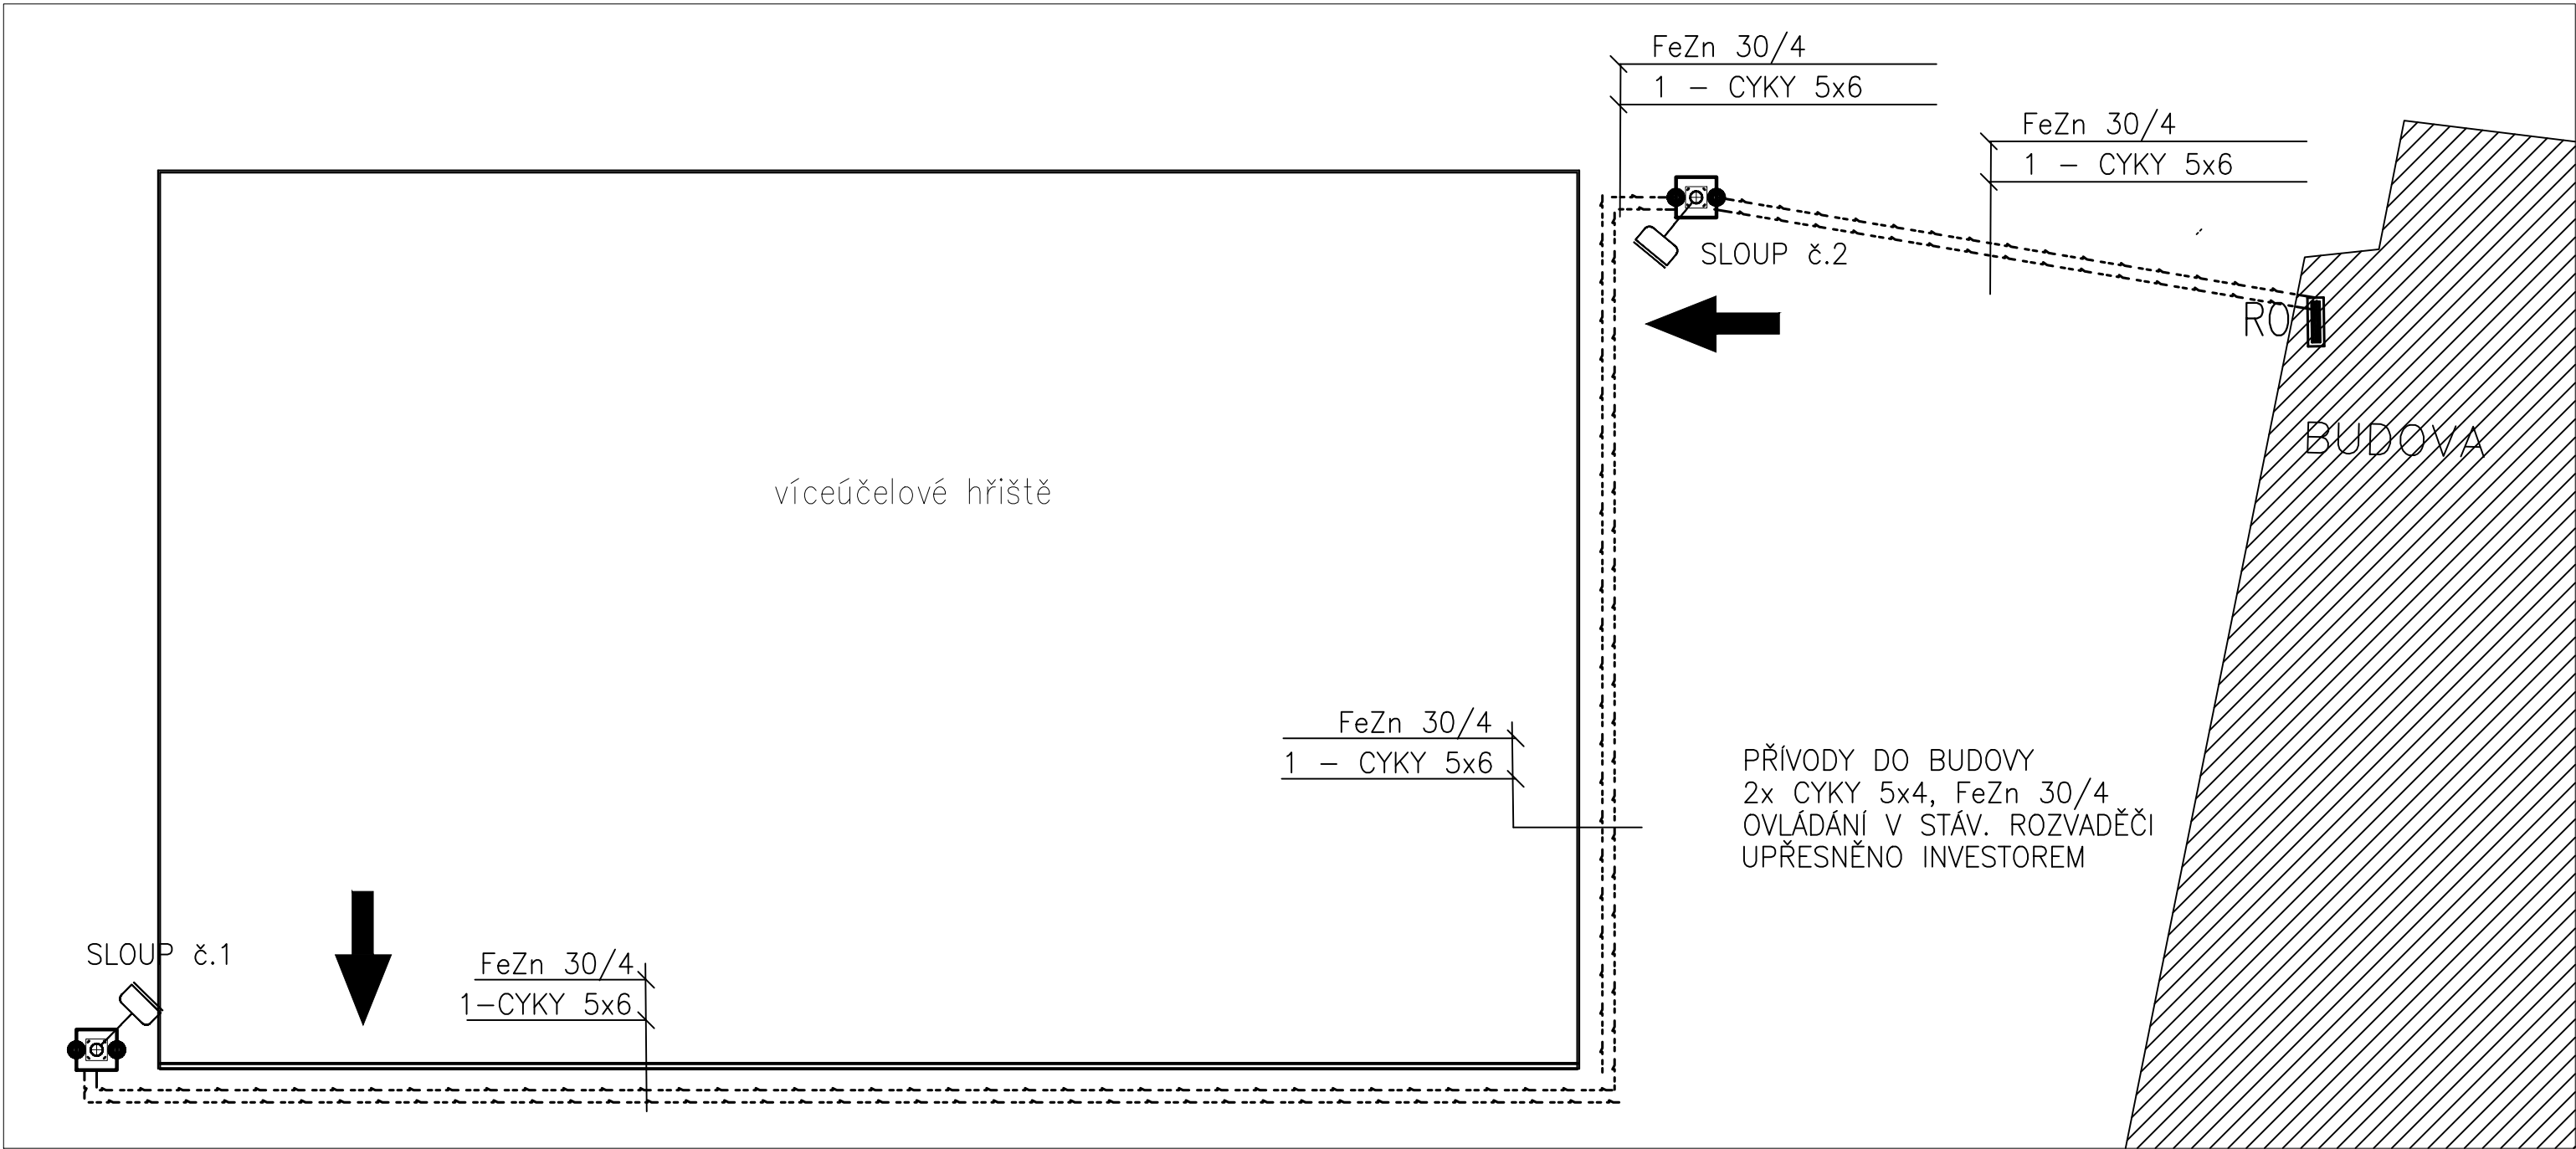 FeZn 30/4
1 - CYKY 5x6
FeZn 30/4
1 - CYKY 5x6
SLOUP č.2
RO
BUDOVA
víceúčelové hřiště
FeZn 30/4
1 - CYKY 5x6
PŘÍVODY DO BUDOVY
2x CYKY 5x4, FeZn 30/4
OVLÁDÁNÍ V STÁV. ROZVADĚČI
UPŘESNĚNO INVESTOREM
SLOUP č.1
FeZn 30/4
1-CYKY 5x6